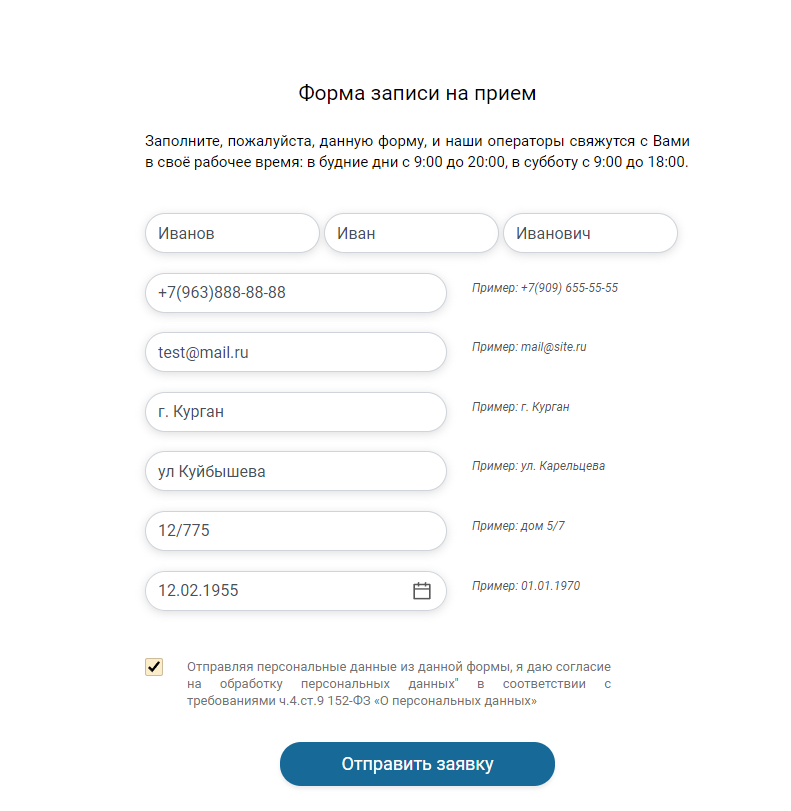 Форма записи на прием
Заполните, пожалуйста, данную форму, и наши операторы свяжутся с Вами
в своё рабочее время: в будние дни с 9:00 до 20:00, в субботу с 9:00 до 18:00.
Иванов Иван Иванович
+7(963)888-88-88 Пример: +7(909) 655-55-55
test@mail.ru Пример: mail@site.ru
г. Курган Пример: г. Курган
ул Куйбышева Пример: ул. Карельцева
12/775 Пример: дом 5/7
12.02.1955 Пример: 01.01.1970
Отправляя персональные данные из данной формы, я даю согласие
на обработку персональных данных" в соответствии с
требованиями ч.4.ст.9 152-ФЗ «О персональных данных»
Отправить заявку